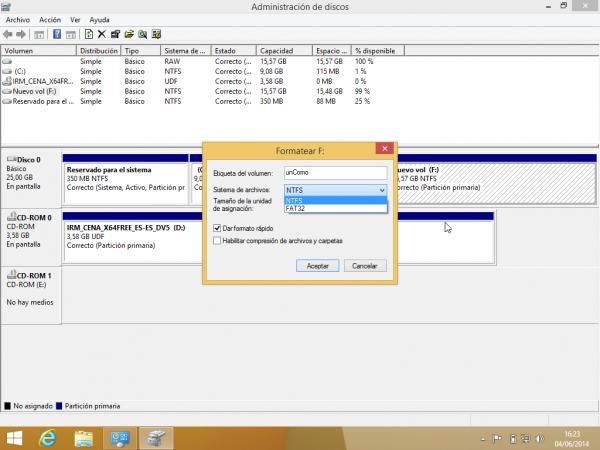 Administración de discos
Archivo Acción Ver Ayuda
Volumen Distribución Tipo Sistema de ... Estado Capacidad Espacio ... % disponible
Simple Básico RAW Correcto (... 15,57 GB 15,57 GB 100 %
(C:) Simple Básico NTFS Correcto (... 9,08 GB 115 MB 1 %
IRM_CENA_X64FR... Simple Básico UDF Correcto (... 3,58 GB 0 MB 0 %
Nuevo vol (F:) Simple Básico NTFS Correcto (... 15,57 GB 15,48 GB 99 %
Reservado para el ... Simple Básico NTFS Correcto (... 350 MB 88 MB 25 %
Disco 0
Básico
25,00 GB
En pantalla
Reservado para el sistema
350 MB NTFS
Correcto (Sistema, Activo, Partición pr
(C
9,0
Co
uevo vol (F:)
,57 GB NTFS
orrecto (Partición primaria)
CD-ROM 0
CD-ROM
3,58 GB
En pantalla
IRM_CENA_X64FREE_ES-ES_DV5 (D:)
3,58 GB UDF
Correcto (Partición primaria)
CD-ROM 1
CD-ROM (E:)
No hay medios
Formatear F:
Etiqueta del volumen: unComo
Sistema de archivos: NTFS
NTFS
FAT32
Tamaño de la unidad
de asignación:
Dar formato rápido
Habilitar compresión de archivos y carpetas
Aceptar Cancelar
No asignado Partición primaria
16:23
04/06/2014